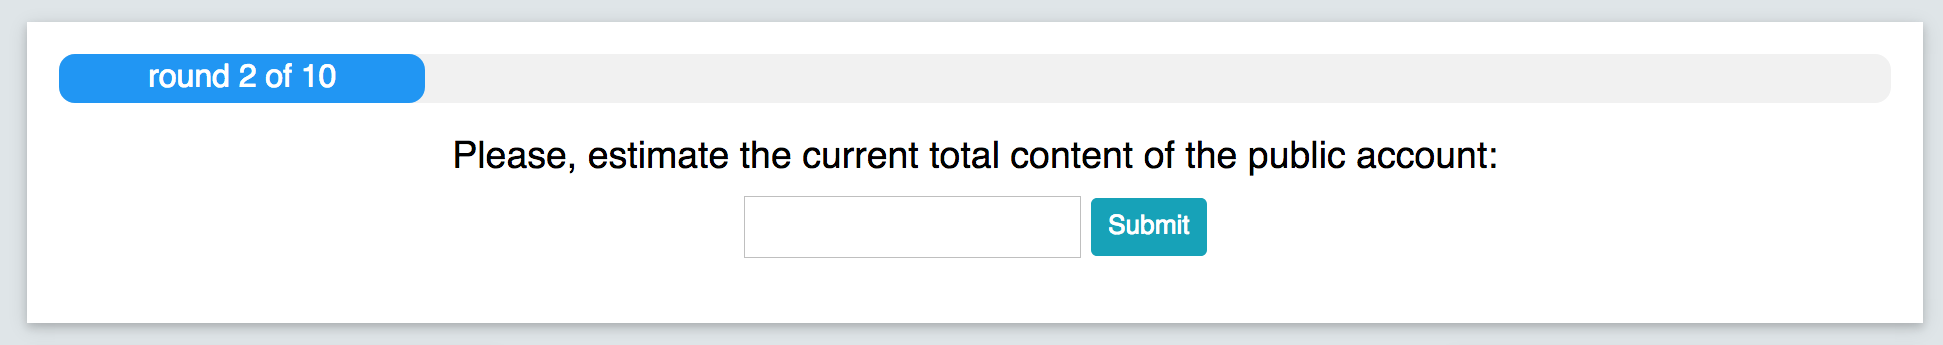 round 2 of 10
Please, estimate the current total content of the public account:
Submit